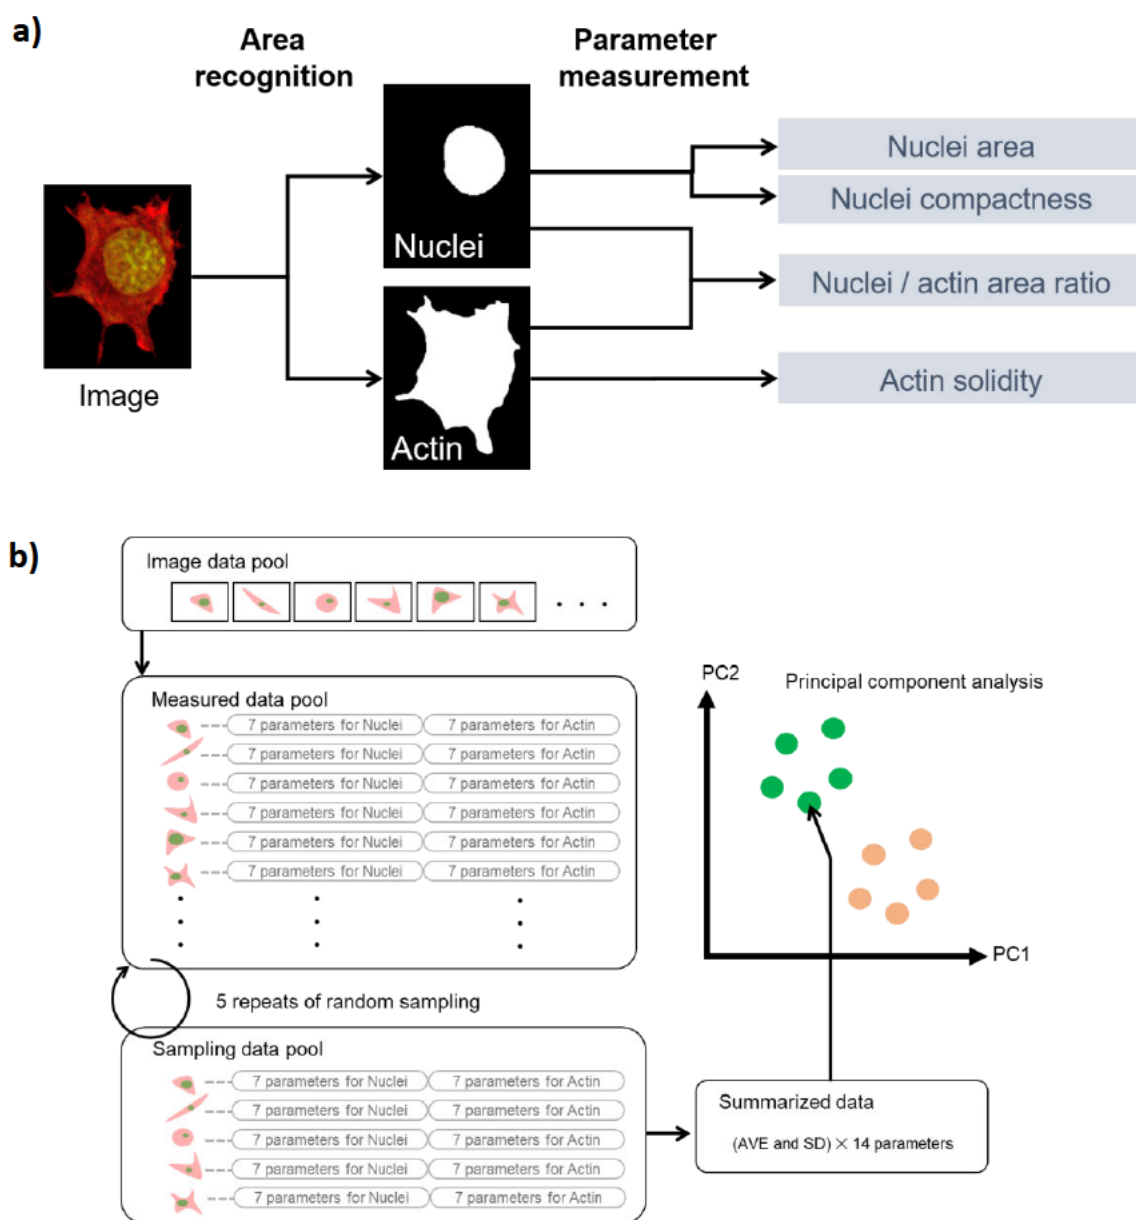 a)
Area
recognition
Parameter
measurement
Nuclei area
Nuclei compactness
Nuclei
Nuclei / actin area ratio
Image
Actin solidity
Actin
b)
Image data pool
. . .
Measured data pool
7 parameters for Nuclei 7 parameters for Actin
7 parameters for Nuclei 7 parameters for Actin
7 parameters for Nuclei 7 parameters for Actin
7 parameters for Nuclei 7 parameters for Actin
7 parameters for Nuclei 7 parameters for Actin
7 parameters for Nuclei 7 parameters for Actin
5 repeats of random sampling
Sampling data pool
7 parameters for Nuclei 7 parameters for Actin
7 parameters for Nuclei 7 parameters for Actin
7 parameters for Nuclei 7 parameters for Actin
7 parameters for Nuclei 7 parameters for Actin
7 parameters for Nuclei 7 parameters for Actin
PC2
Principal component analysis
PC1
Summarized data
(AVE and SD) × 14 parameters